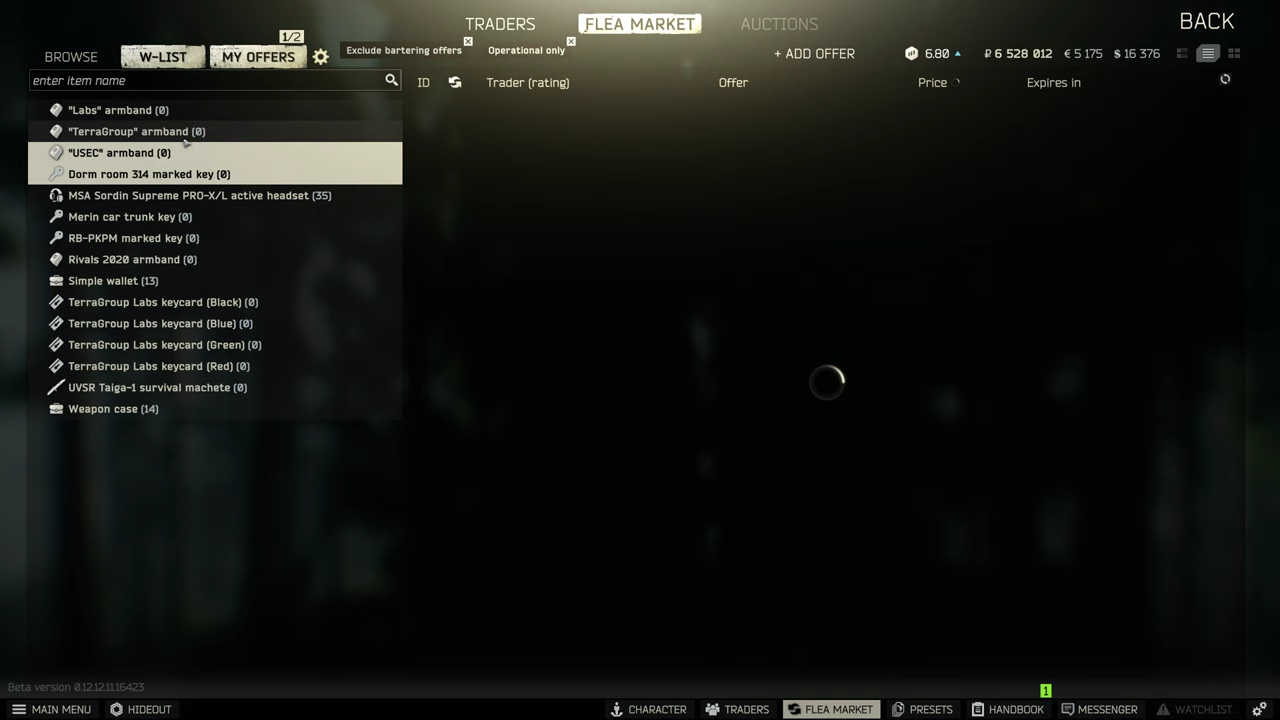 TRADERS FLEA MARKET AUCTIONS BACK
1/2
BROWSE W-LIST MY OFFERS Exclude bartering offers Operational only + ADD OFFER 6.80 ₽ 6 528 012 € 5 175 $ 16 376
enter item name ID Trader (rating) Offer Price Expires in
"Labs" armband (0)
"TerraGroup" armband (0)
"USEC" armband (0)
Dorm room 314 marked key (0)
MSA Sordin Supreme PRO-X/L active headset (35)
Merin car trunk key (0)
RB-PKPM marked key (0)
Rivals 2020 armband (0)
Simple wallet (13)
TerraGroup Labs keycard (Black) (0)
TerraGroup Labs keycard (Blue) (0)
TerraGroup Labs keycard (Green) (0)
TerraGroup Labs keycard (Red) (0)
UVSR Taiga-1 survival machete (0)
Weapon case (14)
Beta version 0.12.12.11.16423
1
MAIN MENU HIDEOUT CHARACTER TRADERS FLEA MARKET PRESETS HANDBOOK MESSENGER WATCHLIST